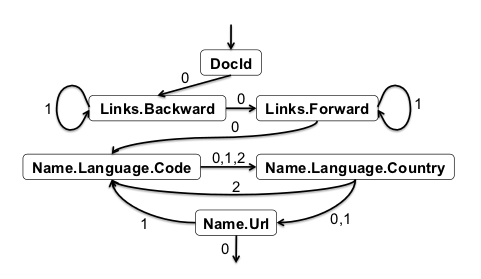 DocId
0
1
Links.Backward
0
Links.Forward
1
0
Name.Language.Code
0,1,2
Name.Language.Country
2
1
Name.Url
0,1
0